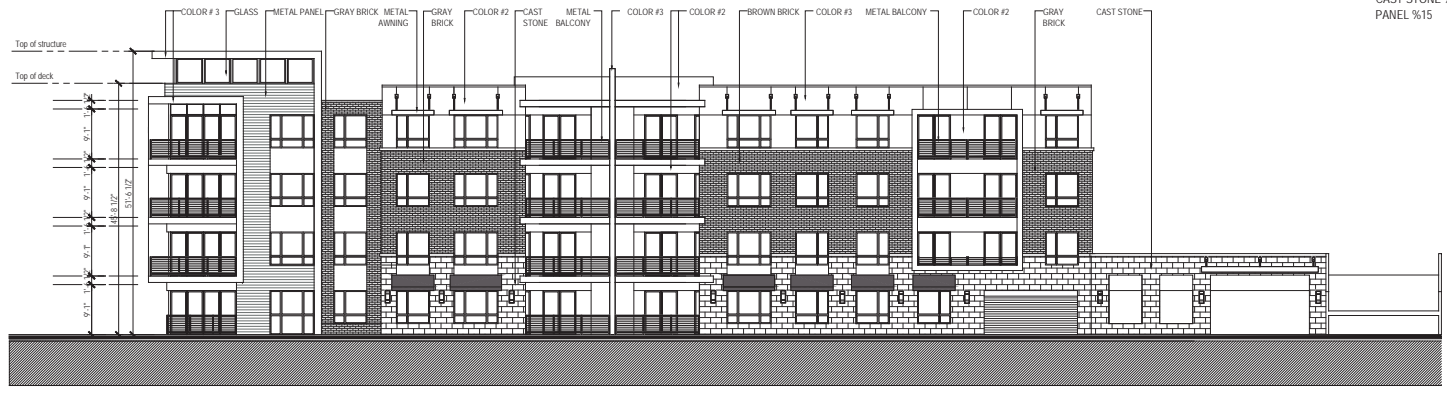 CAST STONE
PANEL %15
COLOR # 3
GLASS
METAL PANEL
GRAY BRICK
METAL
AWNING
GRAY
BRICK
COLOR #2
CAST
STONE
METAL
BALCONY
COLOR #3
COLOR #2
BROWN BRICK
COLOR #3
METAL BALCONY
COLOR #2
GRAY
BRICK
CAST STONE
Top of structure
Top of deck
9'-1"
9'-1"
9'-1"
9'-1"
51'-6 1/2"